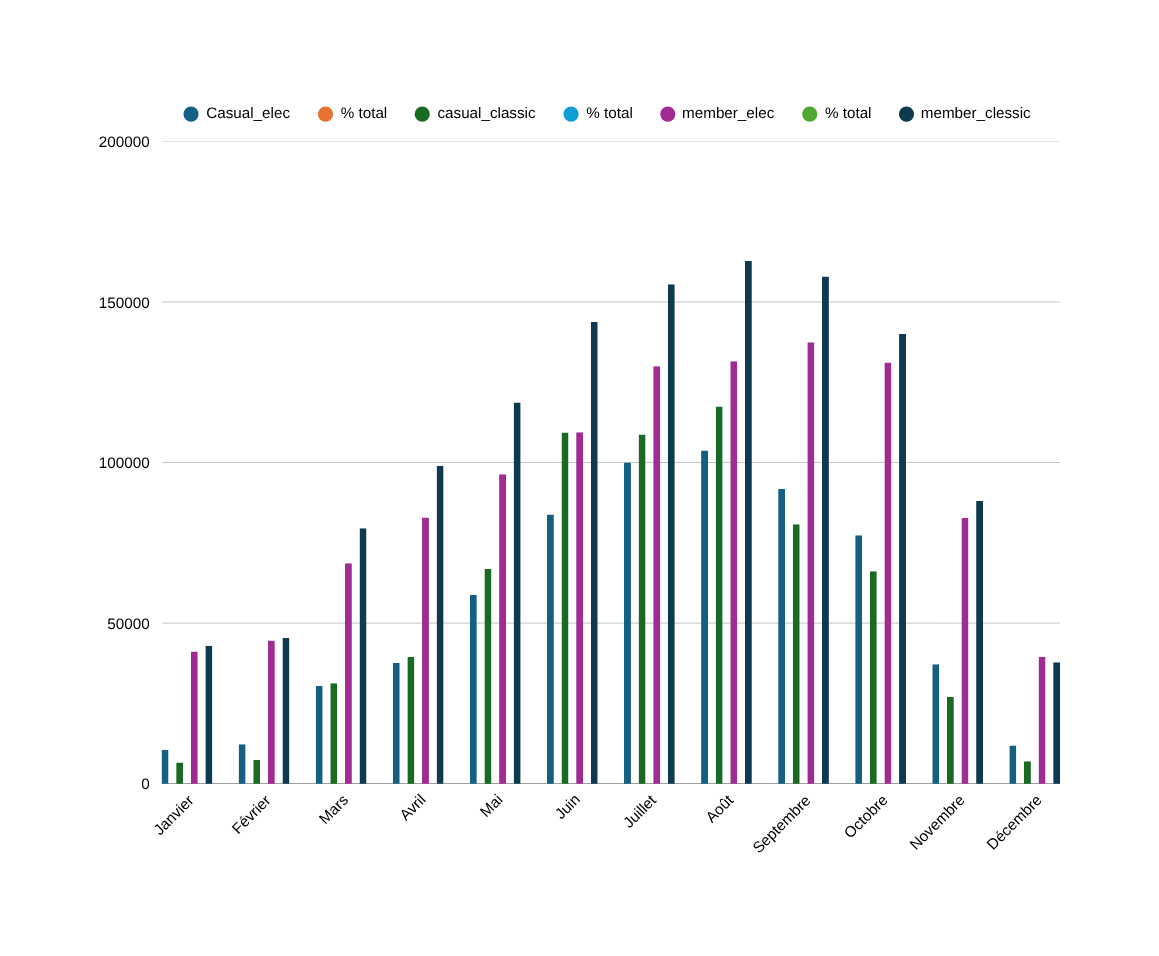 Casual_elec % total casual_classic % total member_elec % total member_clessic
200000
150000
100000
50000
0
Janvier Février Mars Avril Mai Juin Juillet Août Septembre Octobre Novembre Décembre